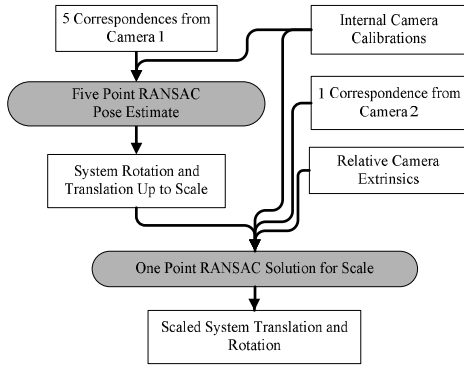 5 Correspondences from
Camera 1
Internal Camera
Calibrations
Five Point RANSAC
Pose Estimate
1 Correspondence from
Camera 2
System Rotation and
Translation Up to Scale
Relative Camera
Extrinsics
One Point RANSAC Solution for Scale
Scaled System Translation and
Rotation